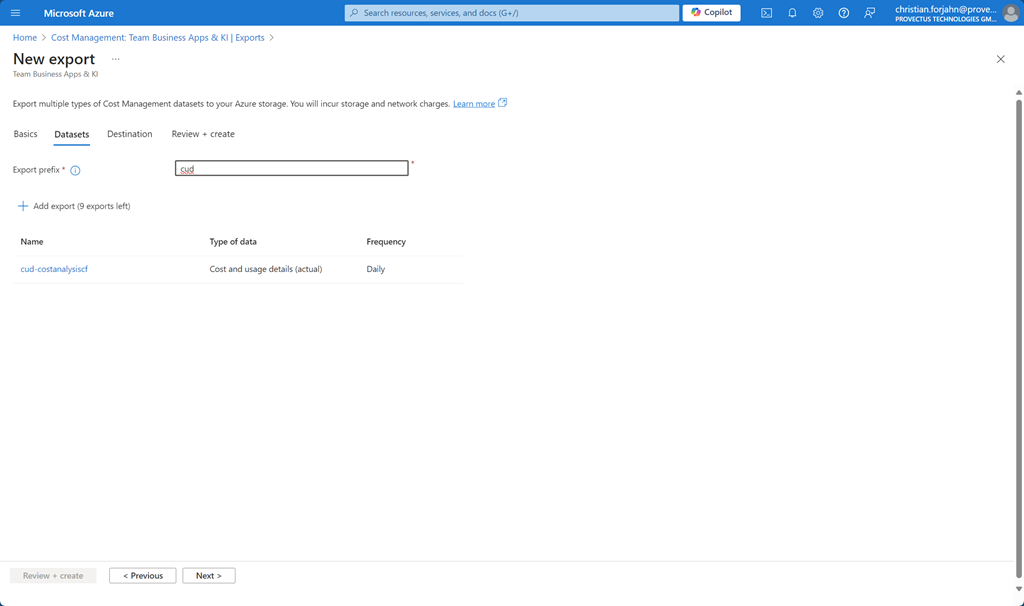 Microsoft Azure
Search resources, services, and docs (G+/)
Copilot
christian.forjahn@prove...
PROVECTUS TECHNOLOGIES GM...
Home > Cost Management: Team Business Apps & KI | Exports >
New export ...
Team Business Apps & KI
Export multiple types of Cost Management datasets to your Azure storage. You will incur storage and network charges. Learn more
Basics Datasets Destination Review + create
Export prefix * cud *
Add export (9 exports left)
Name Type of data Frequency
cud-costanalysiscf Cost and usage details (actual) Daily
Review + create < Previous Next >